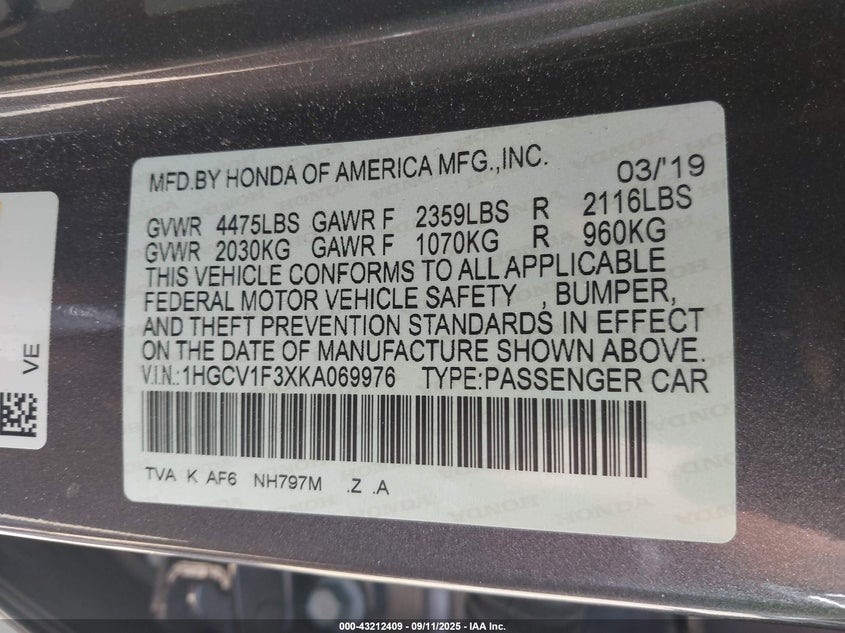 MFD.BY HONDA OF AMERICA MFG.,INC. 03/'19
GVWR 4475LBS GAWR F 2359LBS R 2116LBS
GVWR 2030KG GAWR F 1070KG R 960KG
THIS VEHICLE CONFORMS TO ALL APPLICABLE
FEDERAL MOTOR VEHICLE SAFETY , BUMPER,
AND THEFT PREVENTION STANDARDS IN EFFECT
ON THE DATE OF MANUFACTURE SHOWN ABOVE.
V.I.N.:1HGCV1F3XKA069976 TYPE:PASSENGER CAR
TVA K AF6 NH797M .Z .A
VE
000-43212409 - 09/11/2025 - IAA Inc.